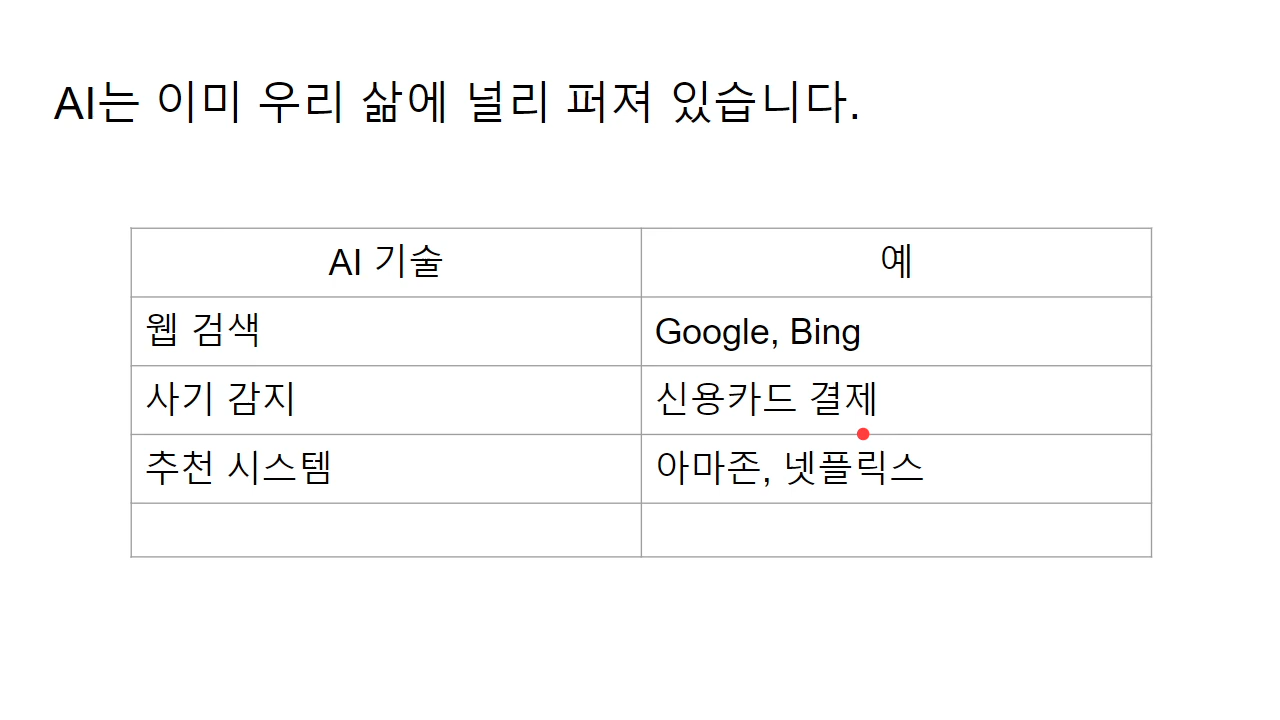 AI는 이미 우리 삶에 널리 퍼져 있습니다.
AI 기술 예
웹 검색 Google, Bing
사기 감지 신용카드 결제
추천 시스템 아마존, 넷플릭스